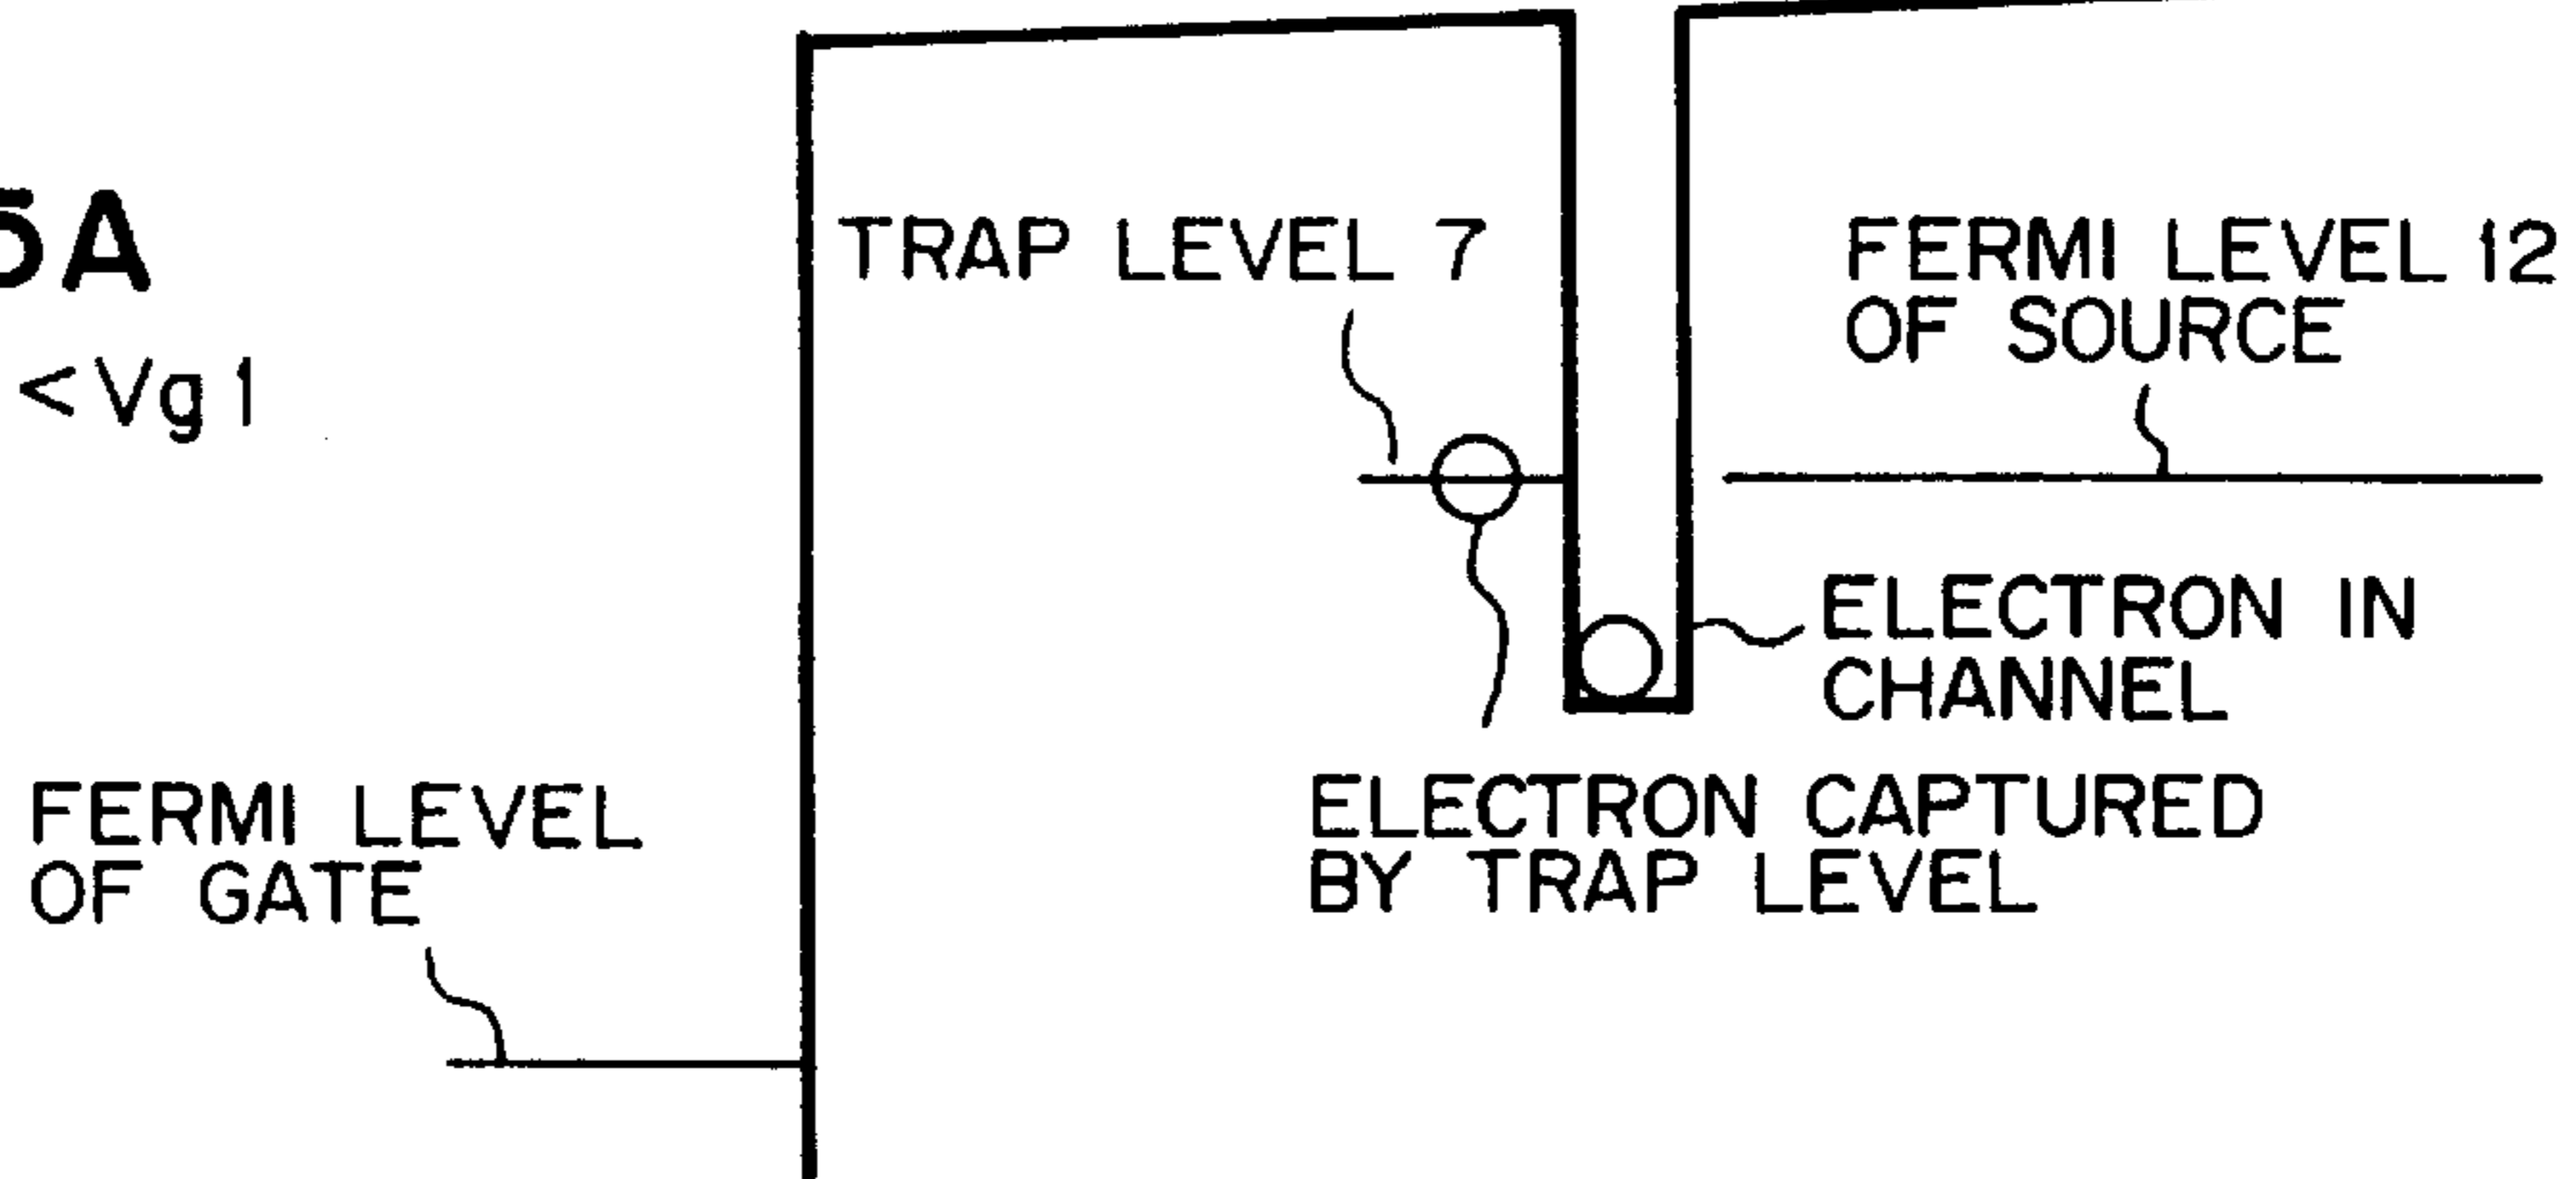 5A
<Vg1
TRAP LEVEL 7
FERMI LEVEL 12
OF SOURCE
ELECTRON IN
CHANNEL
ELECTRON CAPTURED
BY TRAP LEVEL
FERMI LEVEL
OF GATE